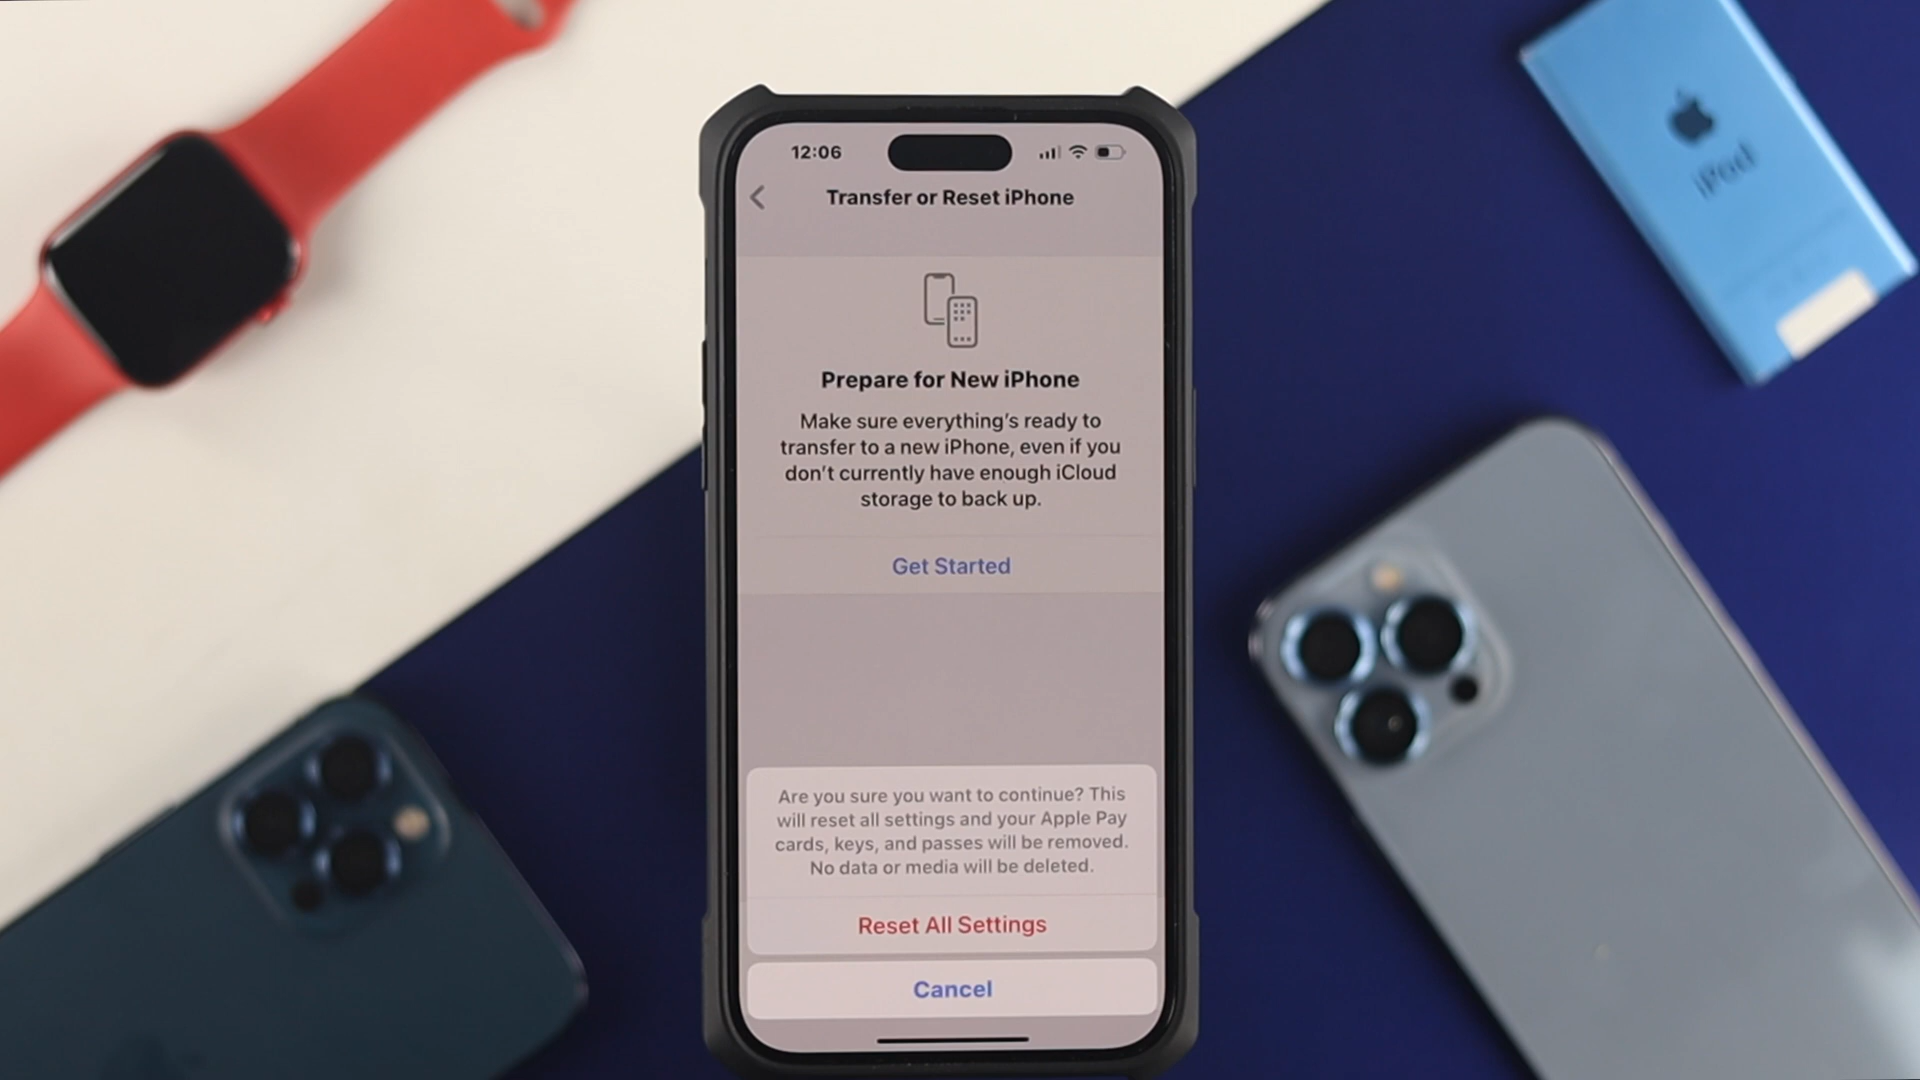 iPod
12:06
Transfer or Reset iPhone
Prepare for New iPhone
Make sure everything's ready to
transfer to a new iPhone, even if you
don't currently have enough iCloud
storage to back up.
Get Started
Are you sure you want to continue? This
will reset all settings and your Apple Pay
cards, keys, and passes will be removed.
No data or media will be deleted.
Reset All Settings
Cancel